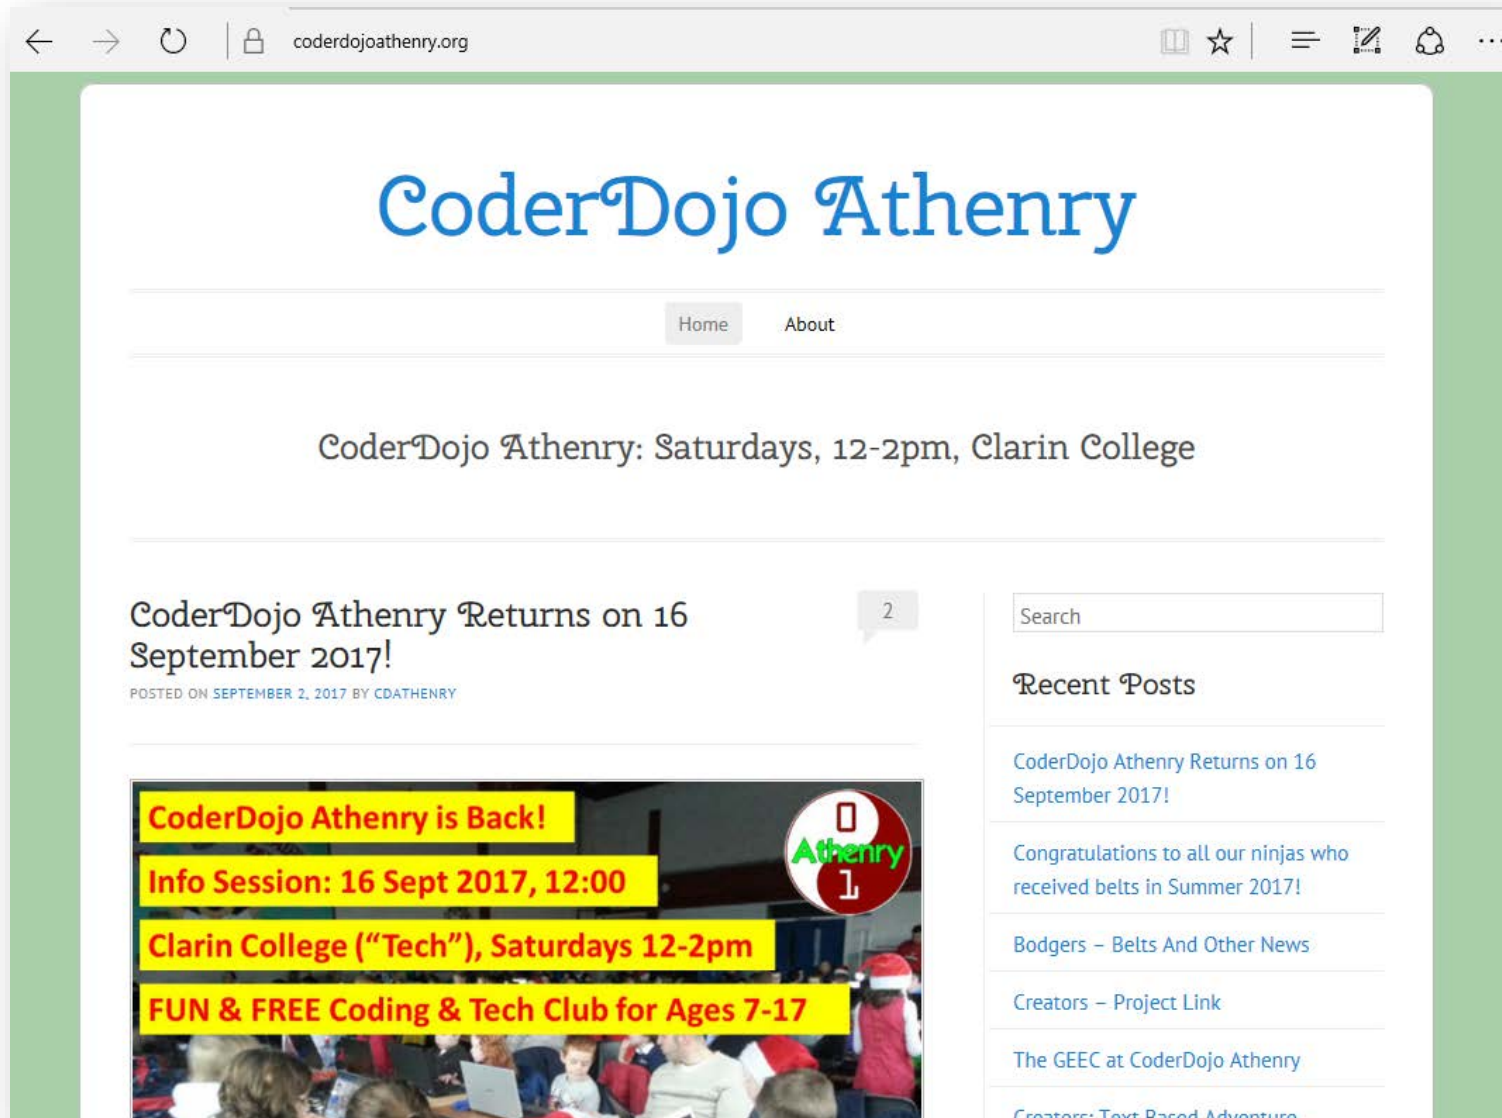 coderdojoathenry.org
CoderDojo Athenry
Home About
CoderDojo Athenry: Saturdays, 12-2pm, Clarin College
CoderDojo Athenry Returns on 16
September 2017!
2
POSTED ON SEPTEMBER 2, 2017 BY CDATHENRY
CoderDojo Athenry is Back!
Info Session: 16 Sept 2017, 12:00
Clarin College (“Tech”), Saturdays 12-2pm
FUN & FREE Coding & Tech Club for Ages 7-17
0
Athenry
1
Search
Recent Posts
CoderDojo Athenry Returns on 16
September 2017!
Congratulations to all our ninjas who
received belts in Summer 2017!
Bodgers – Belts And Other News
Creators – Project Link
The GEEC at CoderDojo Athenry
Creators: Text Based Adventure